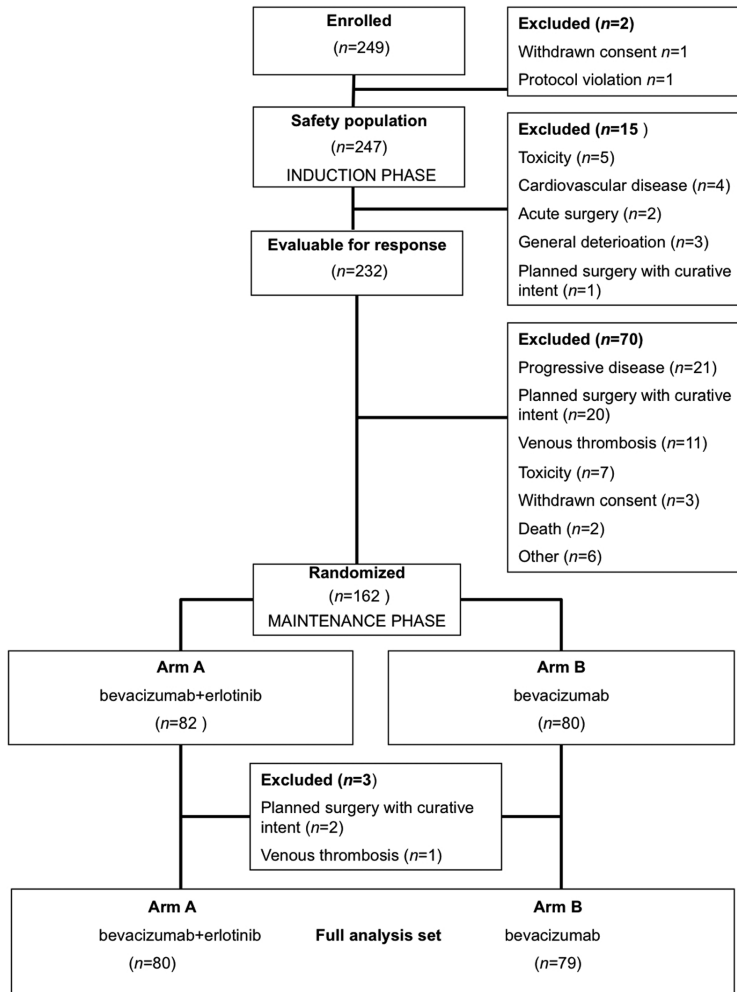 Enrolled
(n=249)
Excluded (n=2)
Withdrawn consent n=1
Protocol violation n=1
Safety population
(n=247)
INDUCTION PHASE
Excluded (n=15 )
Toxicity (n=5)
Cardiovascular disease (n=4)
Acute surgery (n=2)
General deterioation (n=3)
Planned surgery with curative
intent (n=1)
Evaluable for response
(n=232)
Excluded (n=70)
Progressive disease (n=21)
Planned surgery with curative
intent (n=20)
Venous thrombosis (n=11)
Toxicity (n=7)
Withdrawn consent (n=3)
Death (n=2)
Other (n=6)
Randomized
(n=162 )
MAINTENANCE PHASE
Arm A
bevacizumab+erlotinib
(n=82 )
Arm B
bevacizumab
(n=80)
Excluded (n=3)
Planned surgery with curative
intent (n=2)
Venous thrombosis (n=1)
Arm A
bevacizumab+erlotinib
(n=80)
Full analysis set
Arm B
bevacizumab
(n=79)